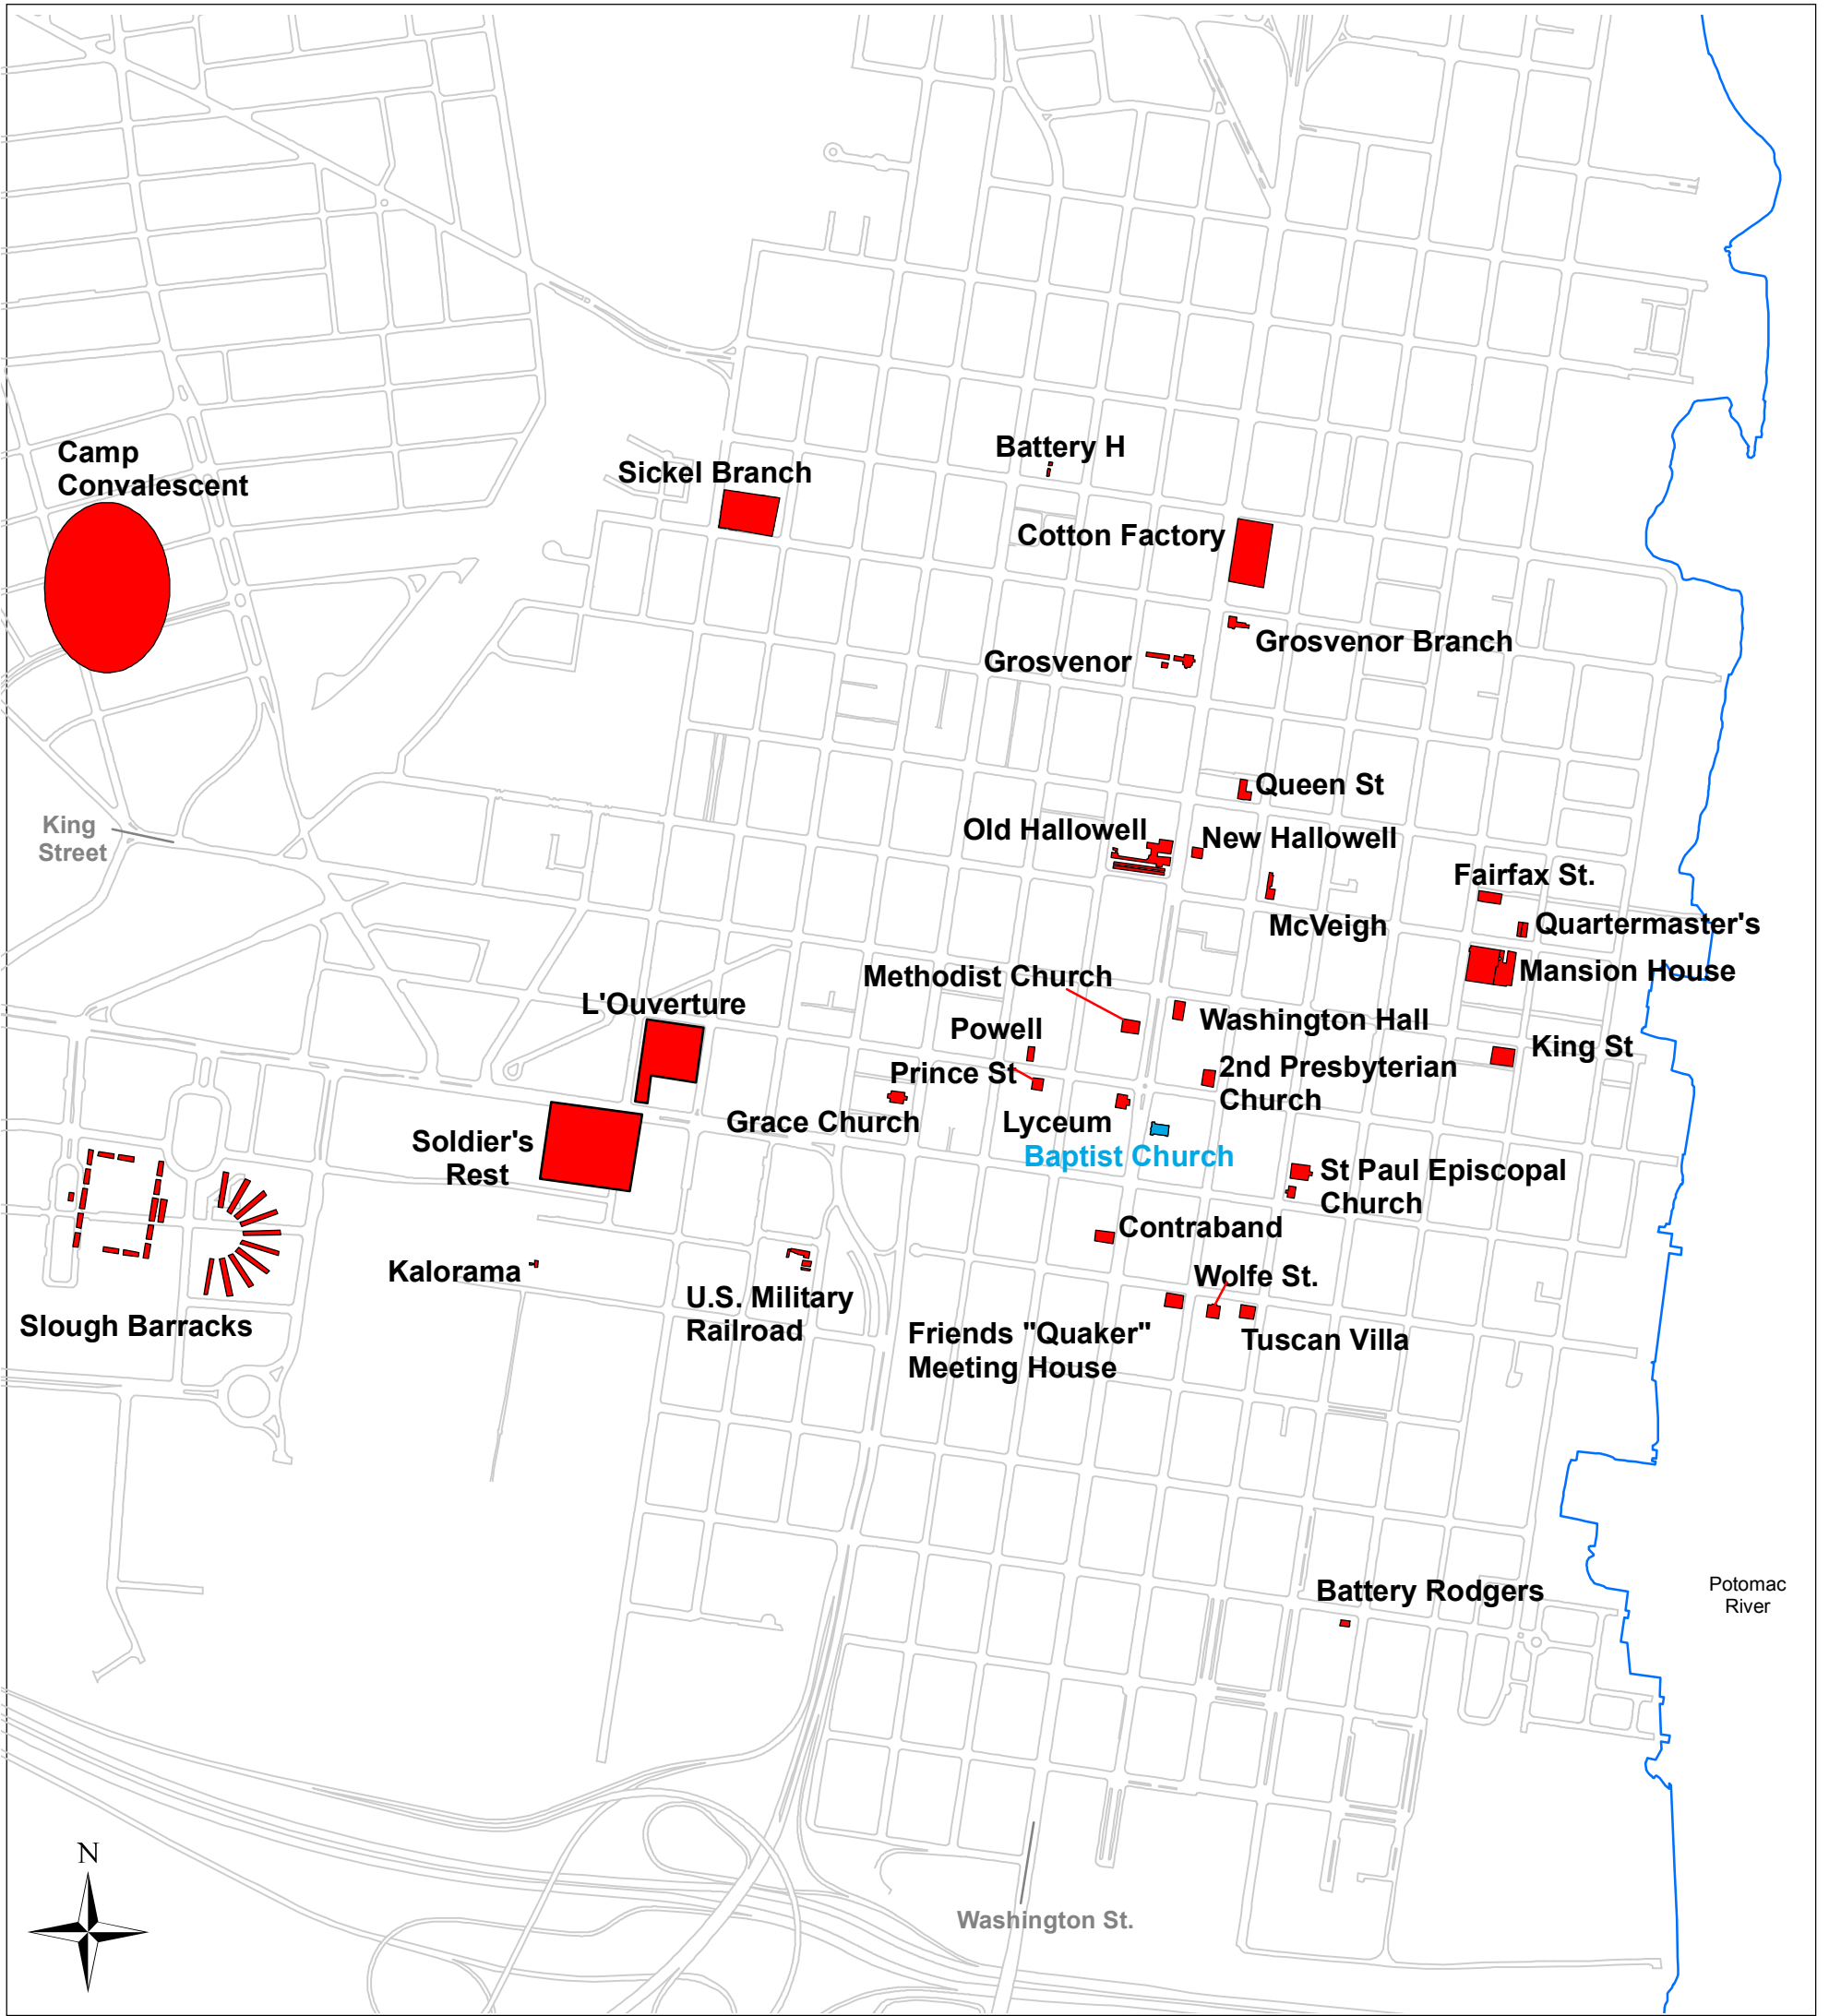 Camp
Convalescent
Sickel Branch
Battery H
Cotton Factory
Grosvenor Branch
Grosvenor
Queen St
King
Street
Old Hallowell
New Hallowell
Fairfax St.
McVeigh
Quartermaster's
Mansion House
Methodist Church
L'Ouverture
Washington Hall
Powell
King St
Prince St
2nd Presbyterian
Church
Grace Church
Lyceum
Soldier's
Rest
Baptist Church
St Paul Episcopal
Church
Contraband
Kalorama
Wolfe St.
U.S. Military
Railroad
Slough Barracks
Friends "Quaker"
Meeting House
Tuscan Villa
Battery Rodgers
Potomac
River
N
Washington St.